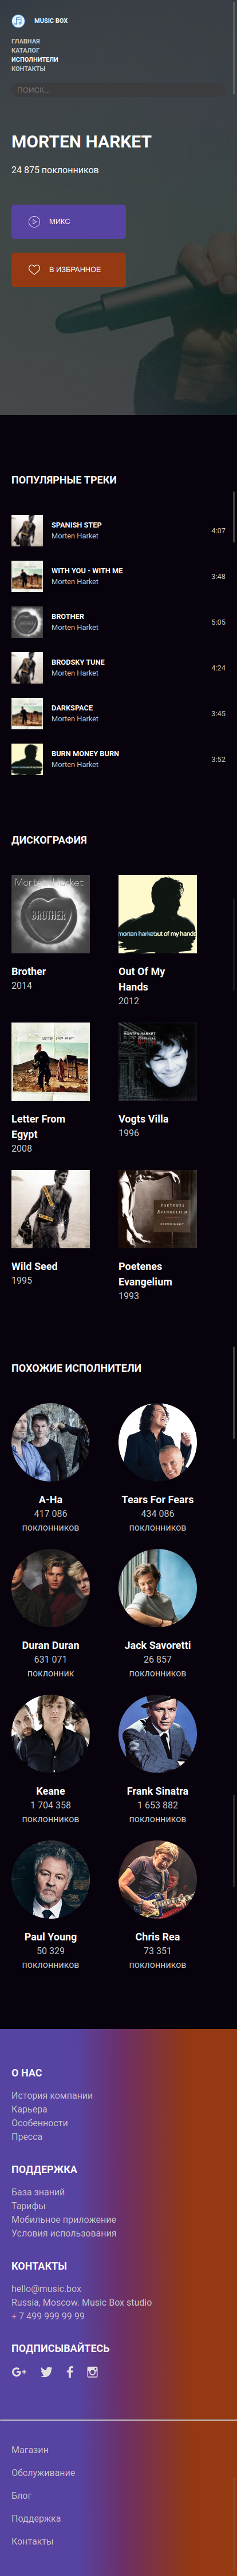 MUSIC BOX
ГЛАВНАЯ
КАТАЛОГ
ИСПОЛНИТЕЛИ
КОНТАКТЫ
ПОИСК...
MORTEN HARKET
24 875 поклонников
МИКС
В ИЗБРАННОЕ
ПОПУЛЯРНЫЕ ТРЕКИ
SPANISH STEP
Morten Harket
4:07
WITH YOU - WITH ME
Morten Harket
3:48
BROTHER
Morten Harket
5:05
BRODSKY TUNE
Morten Harket
4:24
DARKSPACE
Morten Harket
3:45
BURN MONEY BURN
Morten Harket
3:52
ДИСКОГРАФИЯ
Morten Harket
BROTHER
Brother
2014
morten harket out of my hands
Out Of My
Hands
2012
Letter From
Egypt
2008
MORTEN HARKET
Vogts Villa
1996
Wild Seed
1995
POETENES
EVANGELIUM
Poetenes
Evangelium
1993
ПОХОЖИЕ ИСПОЛНИТЕЛИ
A-Ha
417 086
поклонников
Tears For Fears
434 086
поклонников
Duran Duran
631 071
поклонник
Jack Savoretti
26 857
поклонников
Keane
1 704 358
поклонников
Frank Sinatra
1 653 882
поклонников
Paul Young
50 329
поклонников
Chris Rea
73 351
поклонников
О НАС
История компании
Карьера
Особенности
Пресса
ПОДДЕРЖКА
База знаний
Тарифы
Мобильное приложение
Условия использования
КОНТАКТЫ
hello@music.box
Russia, Moscow. Music Box studio
+ 7 499 999 99 99
ПОДПИСЫВАЙТЕСЬ
Магазин
Обслуживание
Блог
Поддержка
Контакты